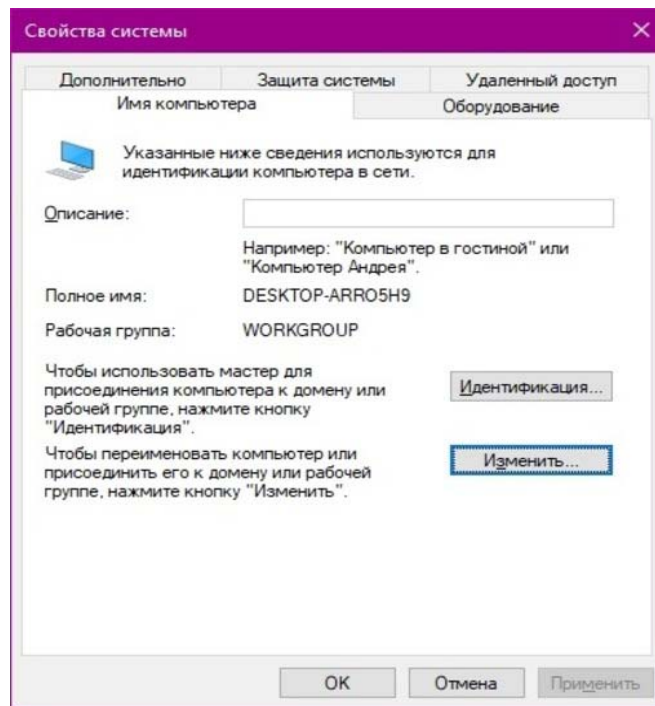 Свойства системы
Дополнительно
Защита системы
Удаленный доступ
Имя компьютера
Оборудование
Указанные ниже сведения используются для
идентификации компьютера в сети.
Описание:
Например: "Компьютер в гостиной" или
"Компьютер Андрея".
Полное имя:
DESKTOP-ARRO5H9
Рабочая группа:
WORKGROUP
Чтобы использовать мастер для
присоединения компьютера к домену или
рабочей группе, нажмите кнопку
"Идентификация".
Идентификация...
Чтобы переименовать компьютер или
присоединить его к домену или рабочей
группе, нажмите кнопку "Изменить".
Изменить...
OK
Отмена
Применить